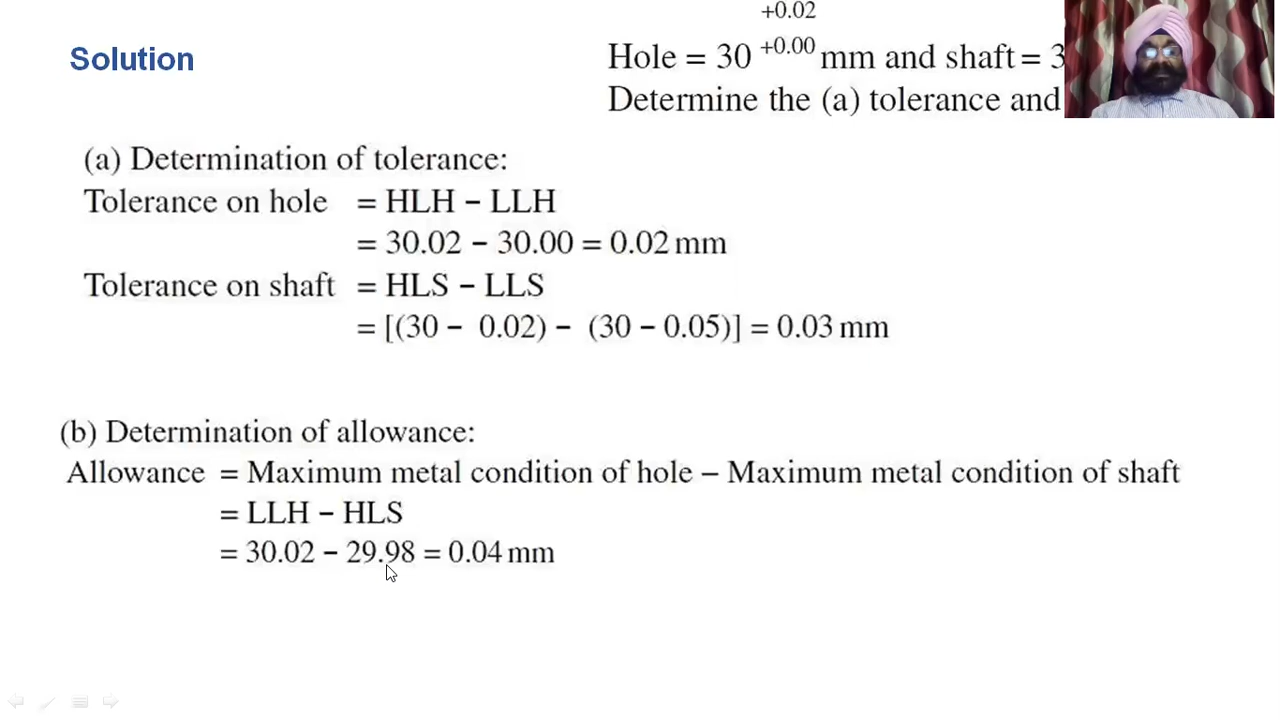 Solution
+0.02
Hole = 30 +0.00 mm and shaft = 3
Determine the (a) tolerance and
(a) Determination of tolerance:
Tolerance on hole = HLH − LLH
= 30.02 − 30.00 = 0.02 mm
Tolerance on shaft = HLS − LLS
= [(30 − 0.02) − (30 − 0.05)] = 0.03 mm
(b) Determination of allowance:
Allowance = Maximum metal condition of hole − Maximum metal condition of shaft
= LLH − HLS
= 30.02 − 29.98 = 0.04 mm